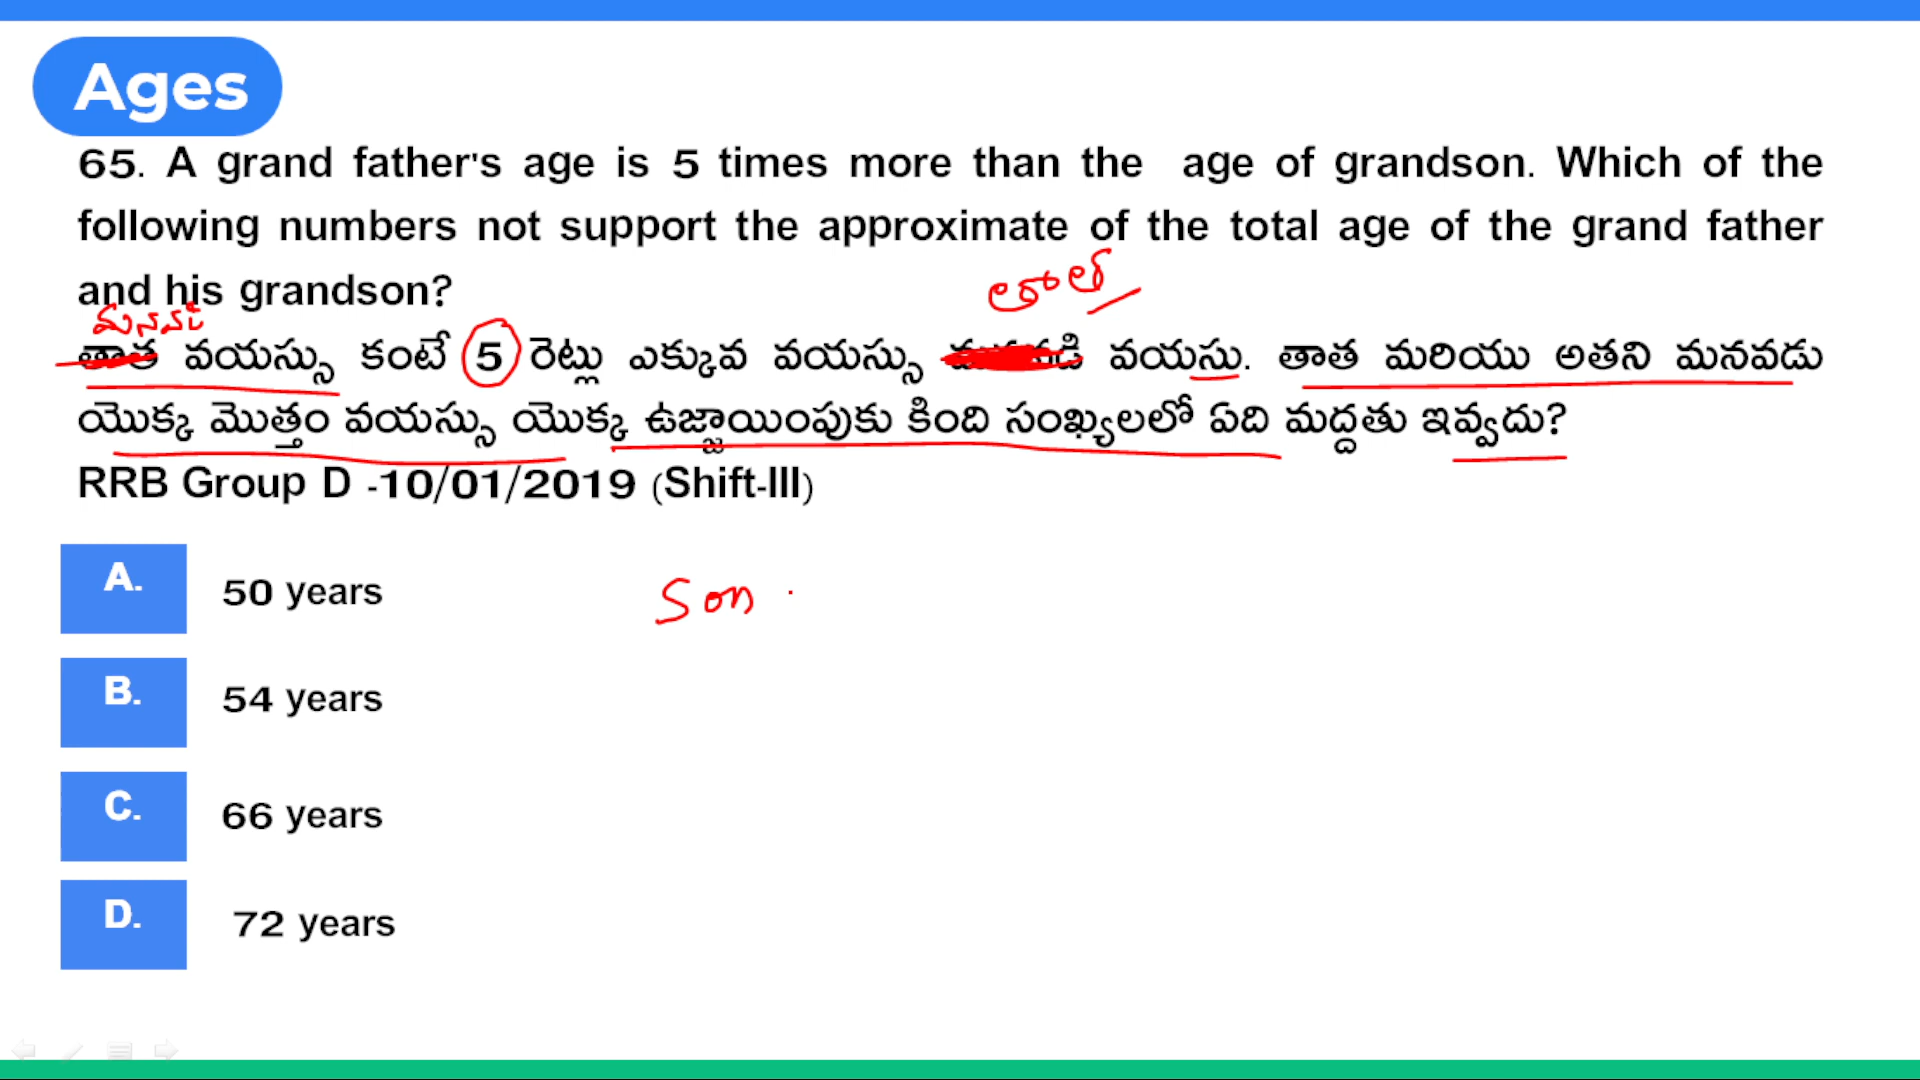 Ages
65. A grand father's age is 5 times more than the age of grandson. Which of the
following numbers not support the approximate of the total age of the grand father
and his grandson?
తాత
మనవడి
తాత వయస్సు కంటే 5 రెట్లు ఎక్కువ వయస్సు వయసు. తాత మరియు అతని మనవడు
యొక్క మొత్తం వయస్సు యొక్క ఉజ్జాయింపుకు కింది సంఖ్యలలో ఏది మద్దతు ఇవ్వదు?
RRB Group D -10/01/2019 (Shift-III)
A. 50 years
Son
B. 54 years
C. 66 years
D. 72 years